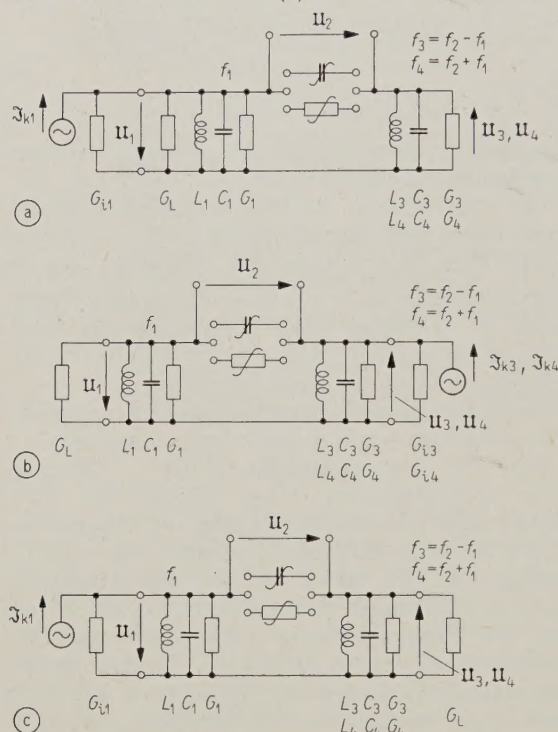 𝔘₂
f₃ = f₂ − f₁
f₄ = f₂ + f₁
f₁
ℑk1
𝔘₁
𝔘₃, 𝔘₄
Gi1 GL L₁ C₁ G₁ L₃ C₃ G₃
L₄ C₄ G₄
a
𝔘₂
f₃ = f₂ − f₁
f₄ = f₂ + f₁
f₁
𝔘₁
ℑk3, ℑk4
𝔘₃, 𝔘₄
GL L₁ C₁ G₁ L₃ C₃ G₃ Gi3
L₄ C₄ G₄ Gi4
b
𝔘₂
f₃ = f₂ − f₁
f₄ = f₂ + f₁
f₁
ℑk1
𝔘₁
𝔘₃, 𝔘₄
Gi1 L₁ C₁ G₁ L₃ C₃ G₃ GL
c